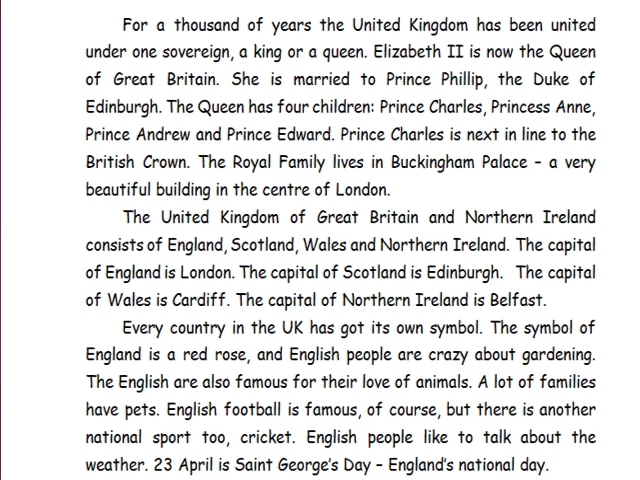 For a thousand of years the United Kingdom has been united
under one sovereign, a king or a queen. Elizabeth II is now the Queen
of Great Britain. She is married to Prince Phillip, the Duke of
Edinburgh. The Queen has four children: Prince Charles, Princess Anne,
Prince Andrew and Prince Edward. Prince Charles is next in line to the
British Crown. The Royal Family lives in Buckingham Palace – a very
beautiful building in the centre of London.
The United Kingdom of Great Britain and Northern Ireland
consists of England, Scotland, Wales and Northern Ireland. The capital
of England is London. The capital of Scotland is Edinburgh. The capital
of Wales is Cardiff. The capital of Northern Ireland is Belfast.
Every country in the UK has got its own symbol. The symbol of
England is a red rose, and English people are crazy about gardening.
The English are also famous for their love of animals. A lot of families
have pets. English football is famous, of course, but there is another
national sport too, cricket. English people like to talk about the
weather. 23 April is Saint George's Day – England's national day.